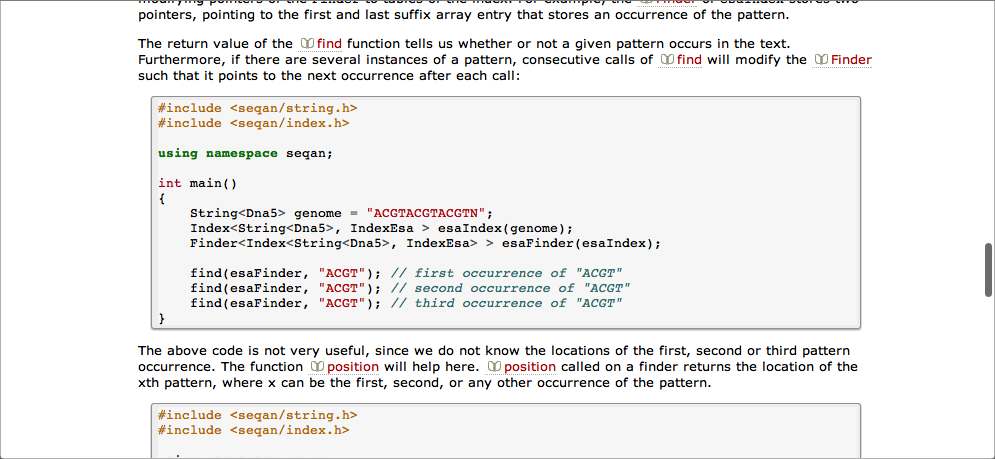 pointers, pointing to the first and last suffix array entry that stores an occurrence of the pattern.
The return value of the find function tells us whether or not a given pattern occurs in the text.
Furthermore, if there are several instances of a pattern, consecutive calls of find will modify the Finder
such that it points to the next occurrence after each call:
#include <seqan/string.h>
#include <seqan/index.h>
using namespace seqan;
int main()
{
    String<Dna5> genome = "ACGTACGTACGTN";
    Index<String<Dna5>, IndexEsa > esaIndex(genome);
    Finder<Index<String<Dna5>, IndexEsa> > esaFinder(esaIndex);
    find(esaFinder, "ACGT"); // first occurrence of "ACGT"
    find(esaFinder, "ACGT"); // second occurrence of "ACGT"
    find(esaFinder, "ACGT"); // third occurrence of "ACGT"
}
The above code is not very useful, since we do not know the locations of the first, second or third pattern
occurrence. The function position will help here. position called on a finder returns the location of the
xth pattern, where x can be the first, second, or any other occurrence of the pattern.
#include <seqan/string.h>
#include <seqan/index.h>